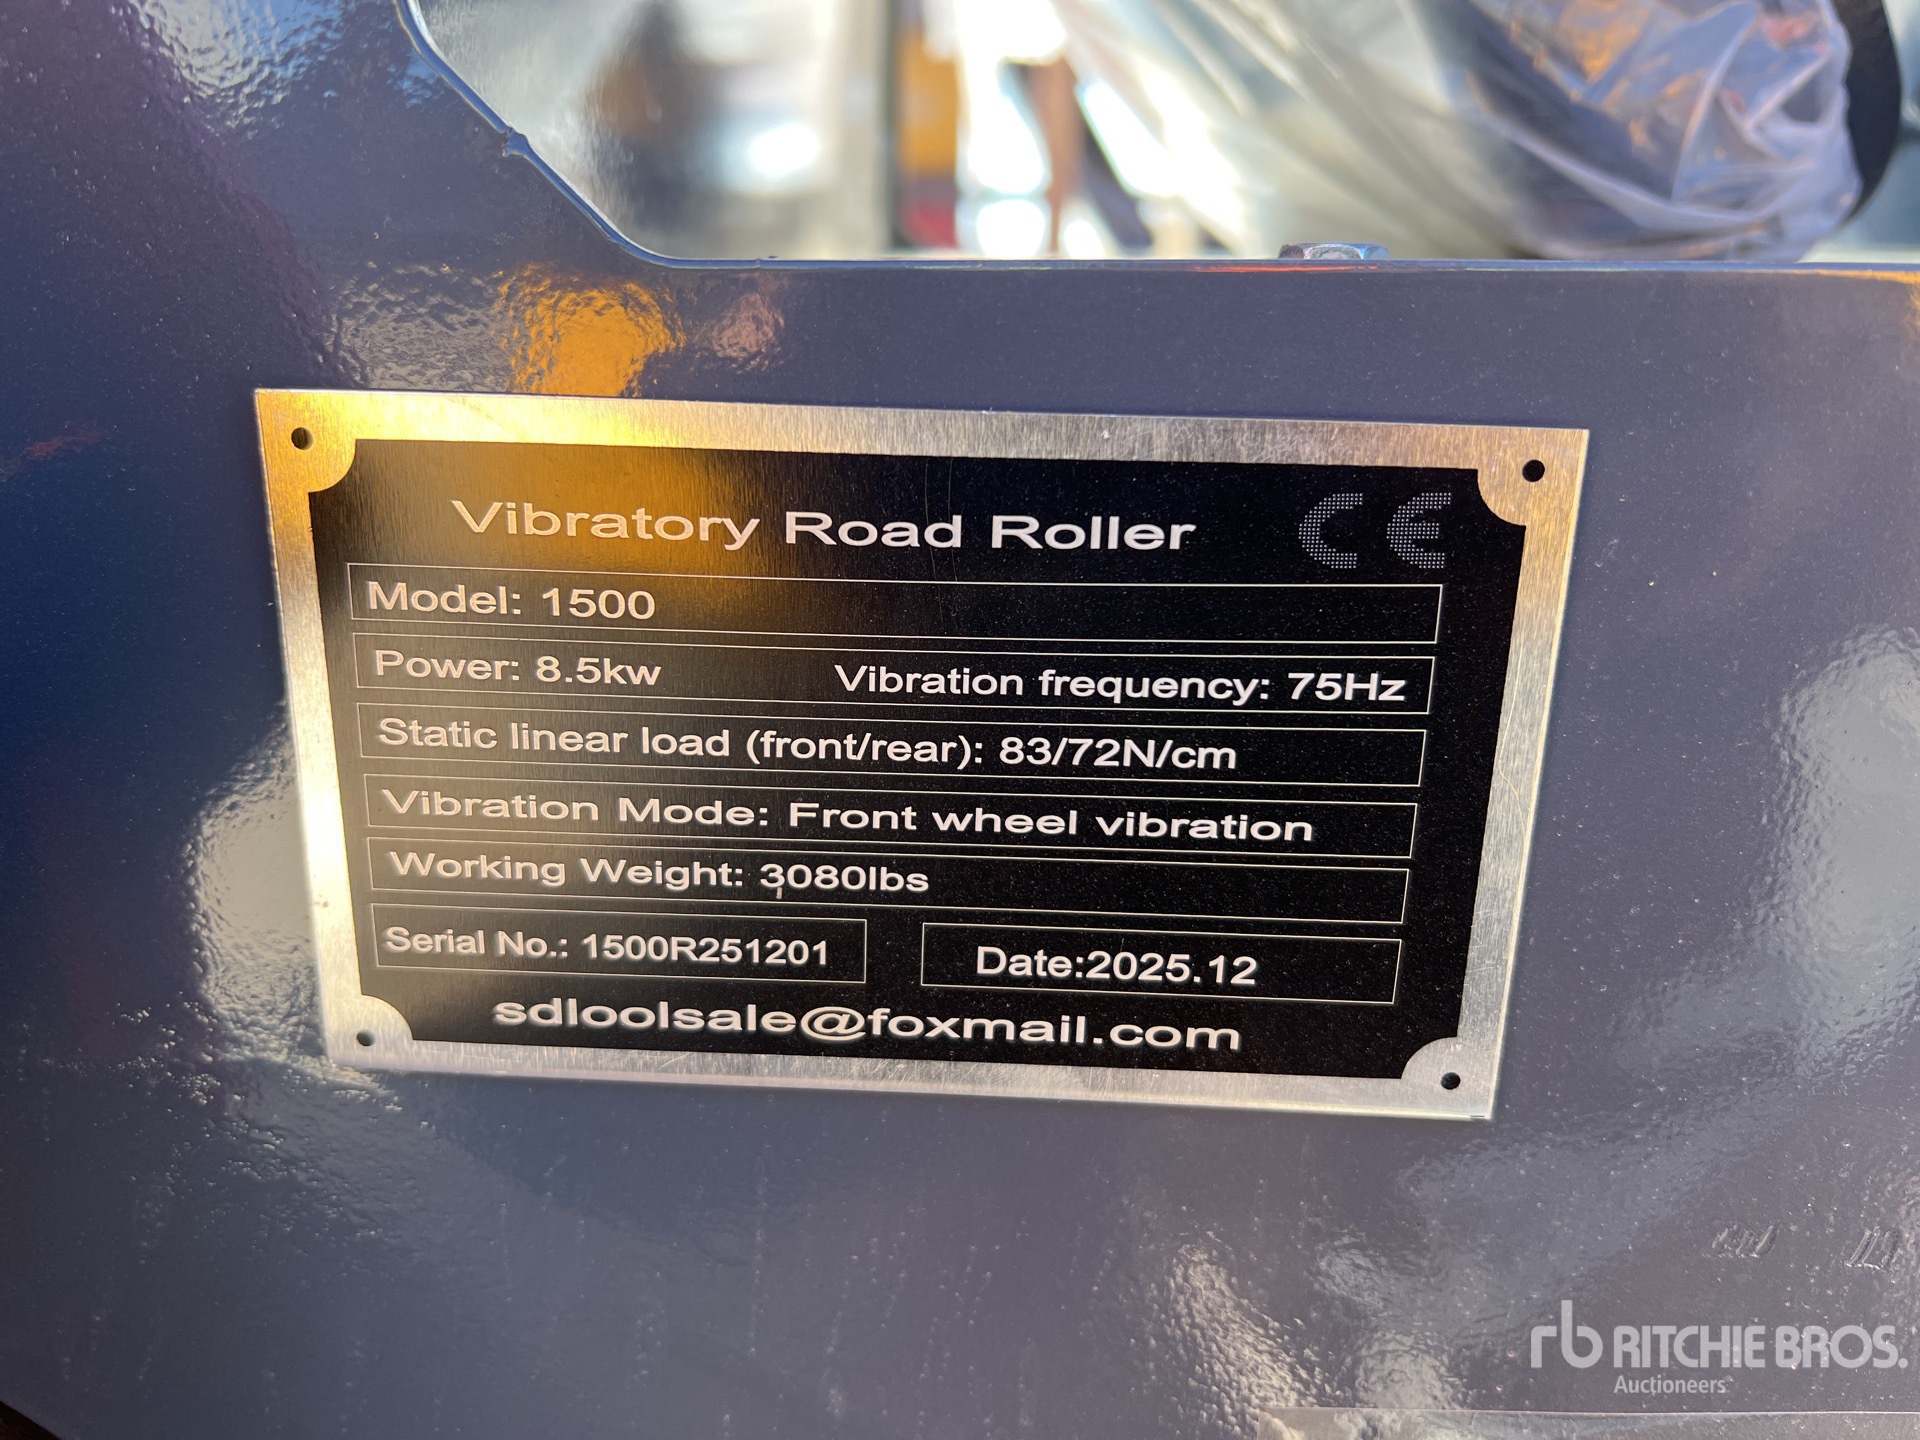 Vibratory Road Roller CE
Model: 1500
Power: 8.5kw Vibration frequency: 75Hz
Static linear load (front/rear): 83/72N/cm
Vibration Mode: Front wheel vibration
Working Weight: 3080lbs
Serial No.: 1500R251201 Date:2025.12
sdloolsale@foxmail.com
rb RITCHIE BROS.
Auctioneers